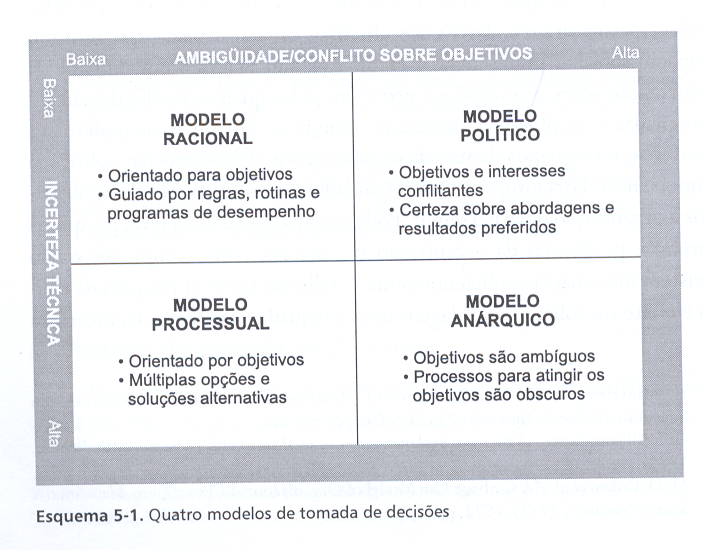 Baixa AMBIGÜIDADE/CONFLITO SOBRE OBJETIVOS Alta
Baixa
INCERTEZA TÉCNICA
Alta
MODELO
RACIONAL
• Orientado para objetivos
• Guiado por regras, rotinas e
programas de desempenho
MODELO
POLÍTICO
• Objetivos e interesses
conflitantes
• Certeza sobre abordagens e
resultados preferidos
MODELO
PROCESSUAL
• Orientado por objetivos
• Múltiplas opções e
soluções alternativas
MODELO
ANÁRQUICO
• Objetivos são ambíguos
• Processos para atingir os
objetivos são obscuros
Esquema 5-1. Quatro modelos de tomada de decisões